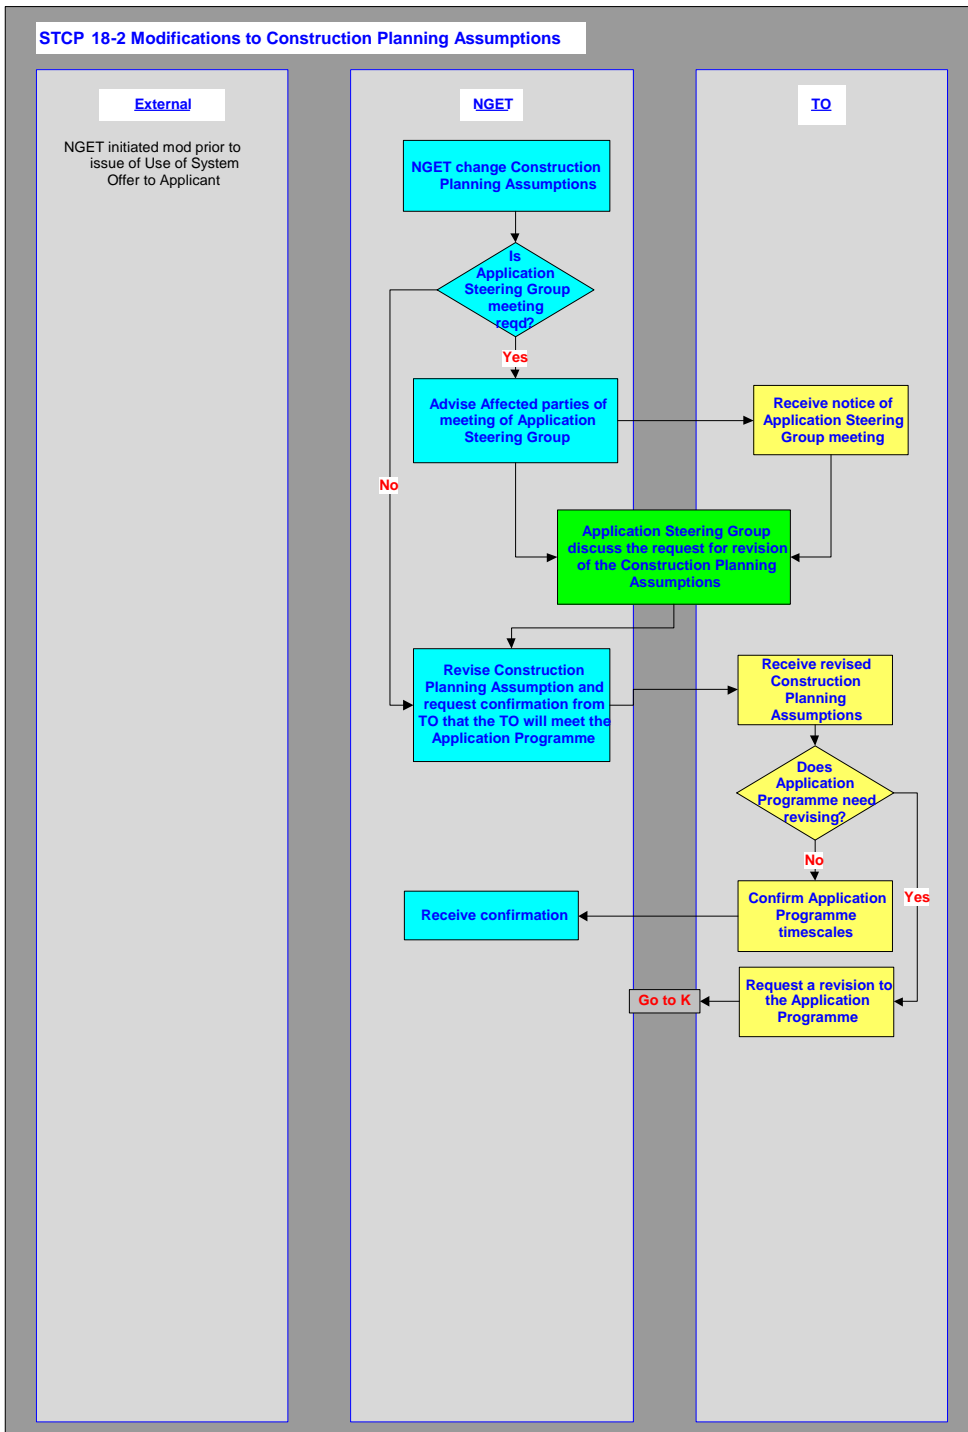 STCP 18-2 Modifications to Construction Planning Assumptions
External
NGET
TO
NGET initiated mod prior to
issue of Use of System
Offer to Applicant
NGET change Construction
Planning Assumptions
Is
Application
Steering Group
meeting
reqd?
Yes
Advise Affected parties of
meeting of Application
Steering Group
Receive notice of
Application Steering
Group meeting
No
Application Steering Group
discuss the request for revision
of the Construction Planning
Assumptions
Revise Construction
Planning Assumption and
request confirmation from
TO that the TO will meet the
Application Programme
Receive revised
Construction
Planning
Assumptions
Does
Application
Programme need
revising?
No
Yes
Confirm Application
Programme
timescales
Receive confirmation
Request a revision to
the Application
Programme
Go to K